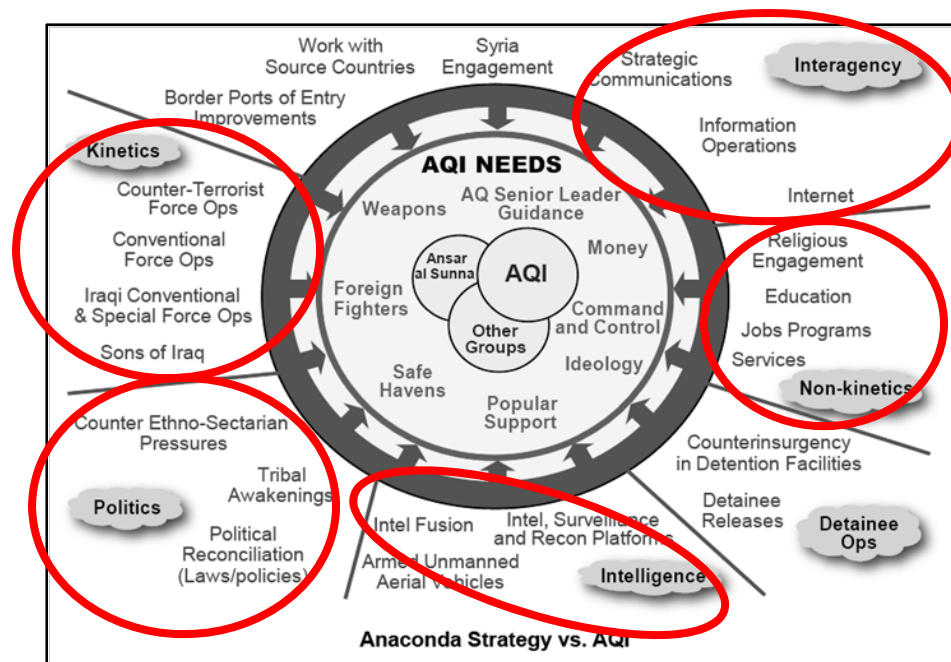 Work with
Source Countries
Syria
Engagement
Strategic
Communications
Interagency
Border Ports of Entry
Improvements
Information
Operations
Internet
Kinetics
Counter-Terrorist
Force Ops
Conventional
Force Ops
Iraqi Conventional
& Special Force Ops
Sons of Iraq
AQI NEEDS
Weapons
AQ Senior Leader
Guidance
Money
Ansar
al Sunna
AQI
Foreign
Fighters
Other
Groups
Command
and Control
Ideology
Safe
Havens
Popular
Support
Religious
Engagement
Education
Jobs Programs
Services
Non-kinetics
Counter Ethno-Sectarian
Pressures
Tribal
Awakenings
Politics
Political
Reconciliation
(Laws/policies)
Intel Fusion
Intel, Surveillance
and Recon Platforms
Armed Unmanned
Aerial Vehicles
Intelligence
Counterinsurgency
in Detention Facilities
Detainee
Releases
Detainee
Ops
Anaconda Strategy vs. AQI